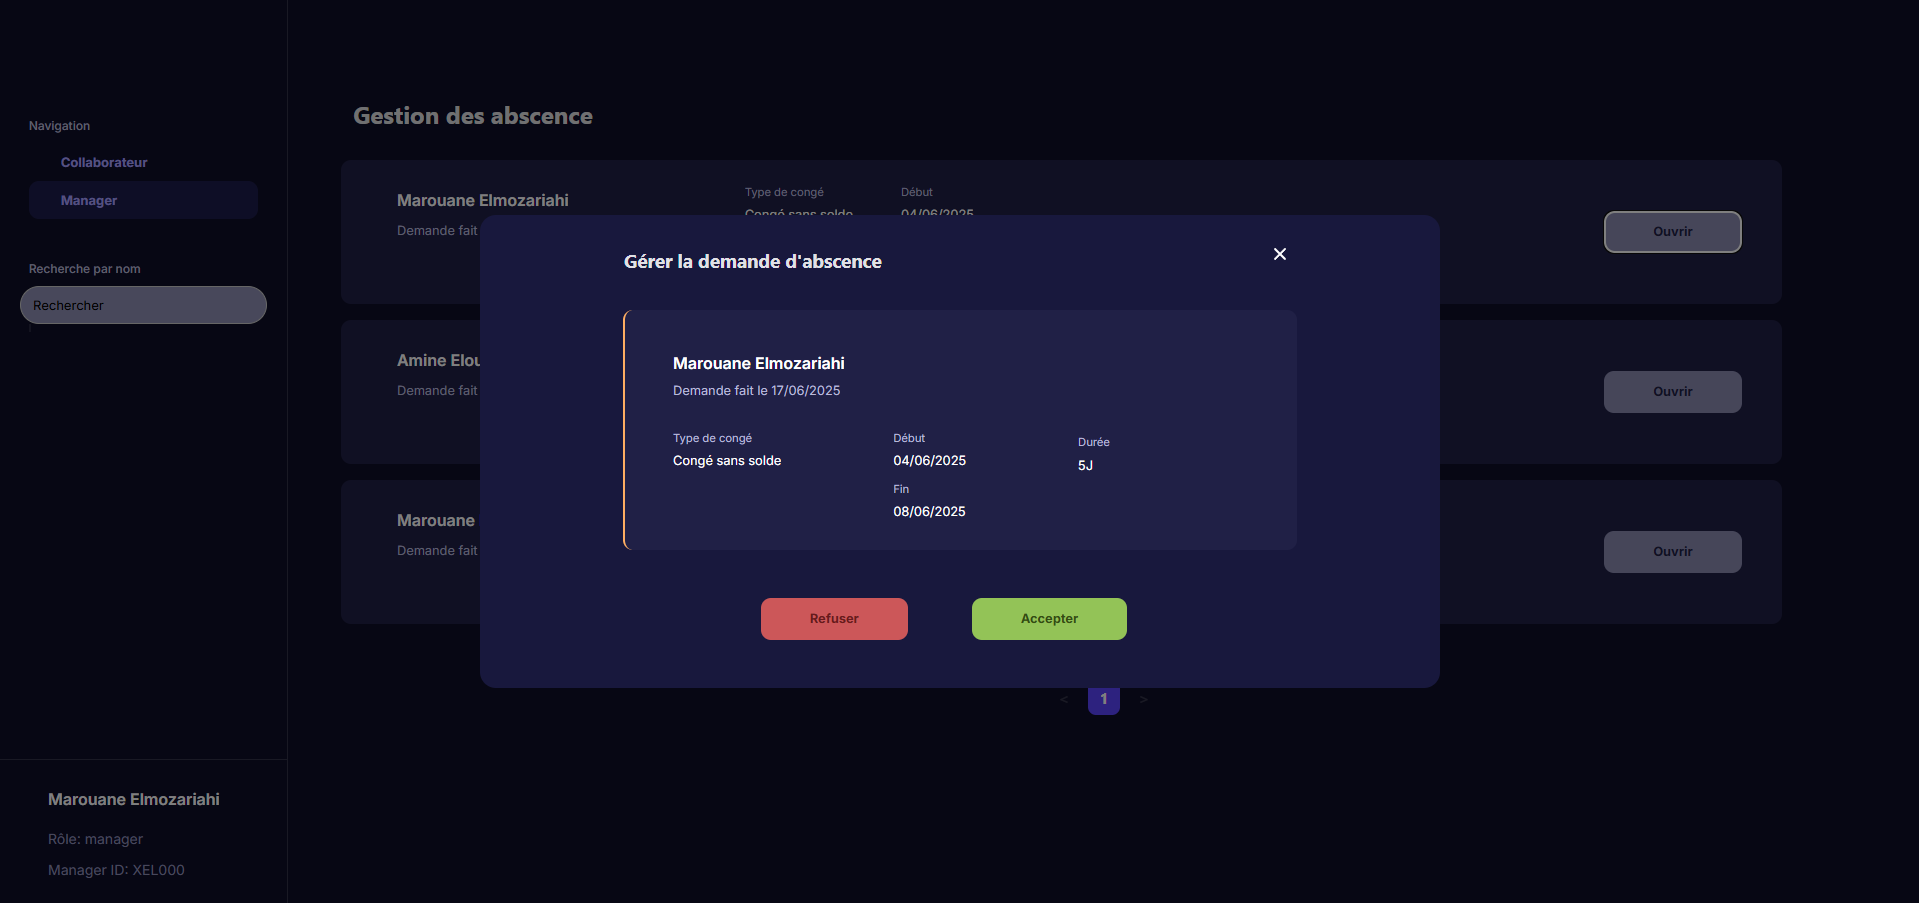 Navigation
Collaborateur
Manager
Recherche par nom
Rechercher
Marouane Elmozariahi
Rôle: manager
Manager ID: XEL000
Gestion des abscence
Marouane Elmozariahi
Demande fait
Type de congé
Congé sans solde
Début
04/06/2025
Ouvrir
Amine
Demande fait
Ouvrir
Marouane
Demande fait
Ouvrir
Gérer la demande d'abscence
Marouane Elmozariahi
Demande fait le 17/06/2025
Type de congé
Congé sans solde
Début
04/06/2025
Fin
08/06/2025
Durée
5J
Refuser
Accepter
< 1 >